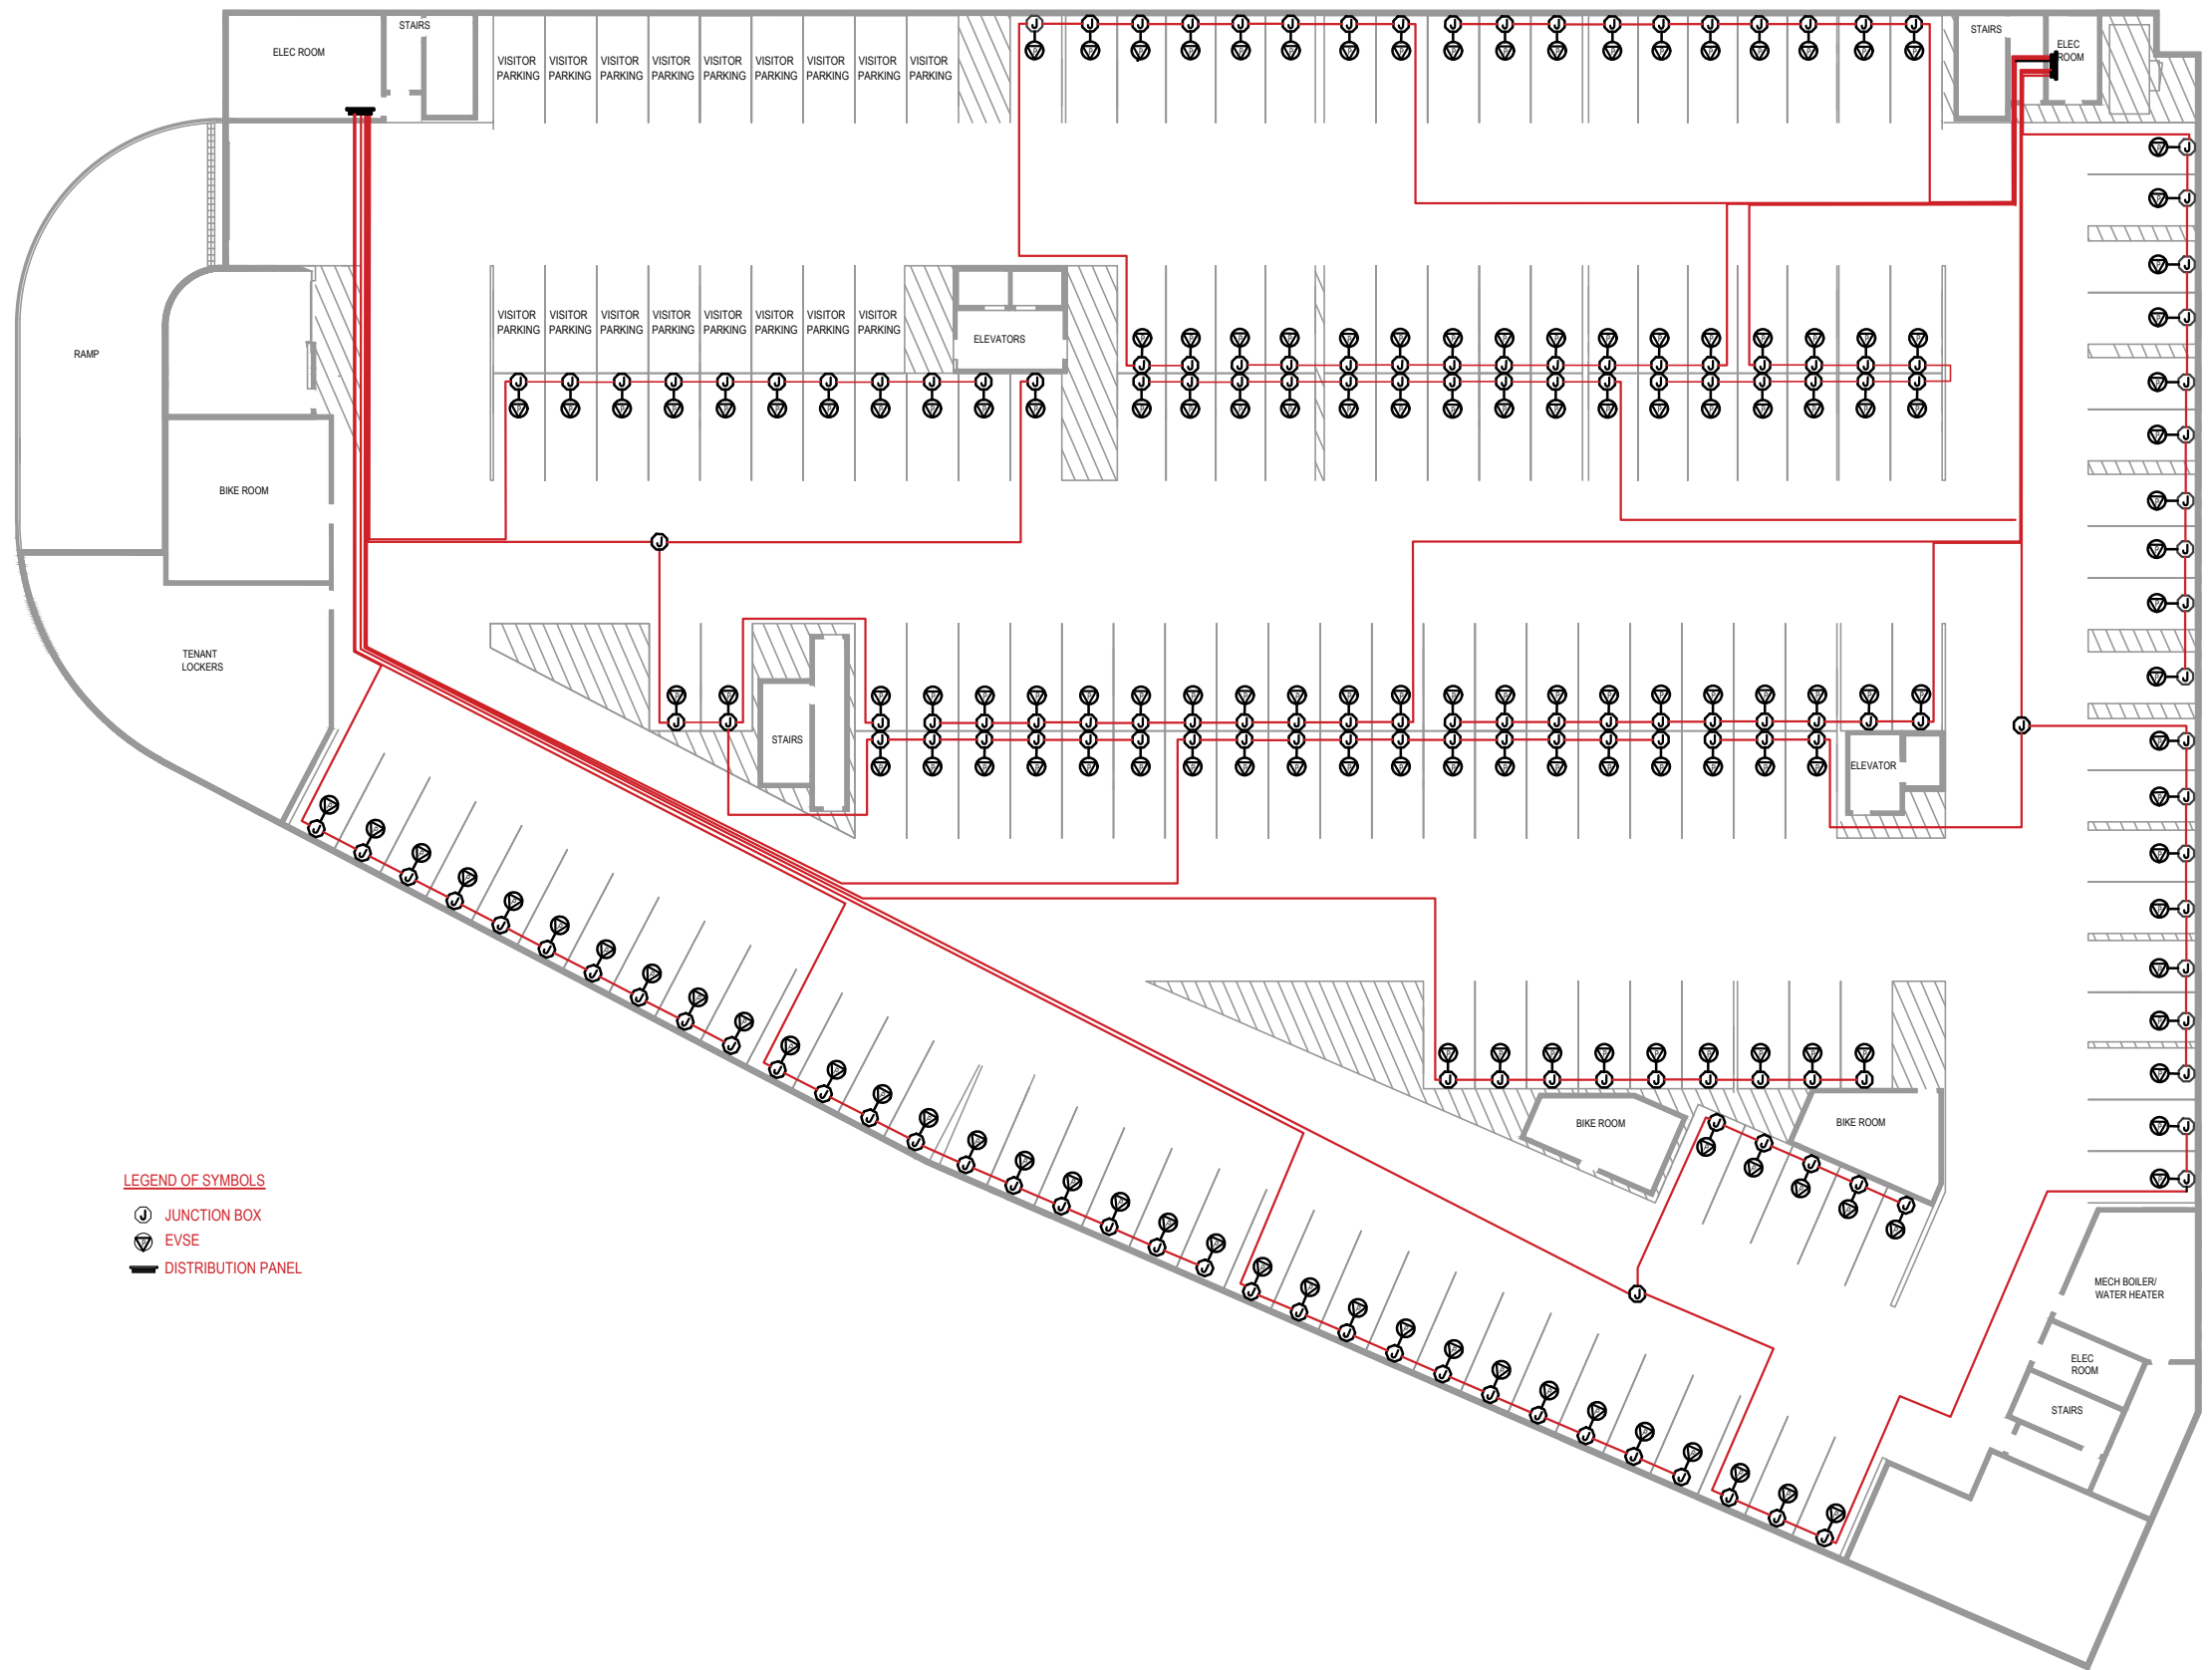 STAIRS
ELEC ROOM
VISITOR VISITOR VISITOR VISITOR VISITOR VISITOR VISITOR VISITOR VISITOR
PARKING PARKING PARKING PARKING PARKING PARKING PARKING PARKING PARKING
STAIRS
ELEC
ROOM
VISITOR VISITOR VISITOR VISITOR VISITOR VISITOR VISITOR VISITOR
PARKING PARKING PARKING PARKING PARKING PARKING PARKING PARKING
ELEVATORS
RAMP
BIKE ROOM
TENANT
LOCKERS
STAIRS
ELEVATOR
BIKE ROOM
BIKE ROOM
LEGEND OF SYMBOLS
J JUNCTION BOX
EVSE
DISTRIBUTION PANEL
MECH BOILER/
WATER HEATER
ELEC
ROOM
STAIRS